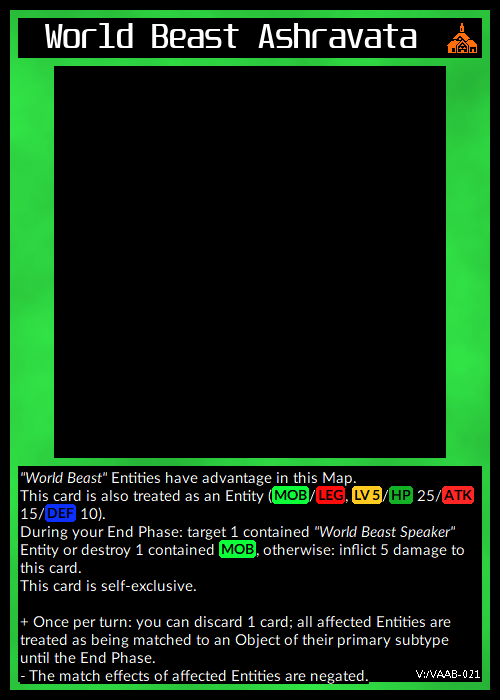 World Beast Ashravata
"World Beast" Entities have advantage in this Map.
This card is also treated as an Entity (MOB/LEG, LV 5/HP 25/ATK
15/DEF 10).
During your End Phase: target 1 contained "World Beast Speaker"
Entity or destroy 1 contained MOB, otherwise: inflict 5 damage to
this card.
This card is self-exclusive.
+ Once per turn: you can discard 1 card; all affected Entities are
treated as being matched to an Object of their primary subtype
until the End Phase.
- The match effects of affected Entities are negated.
V:/VAAB-021